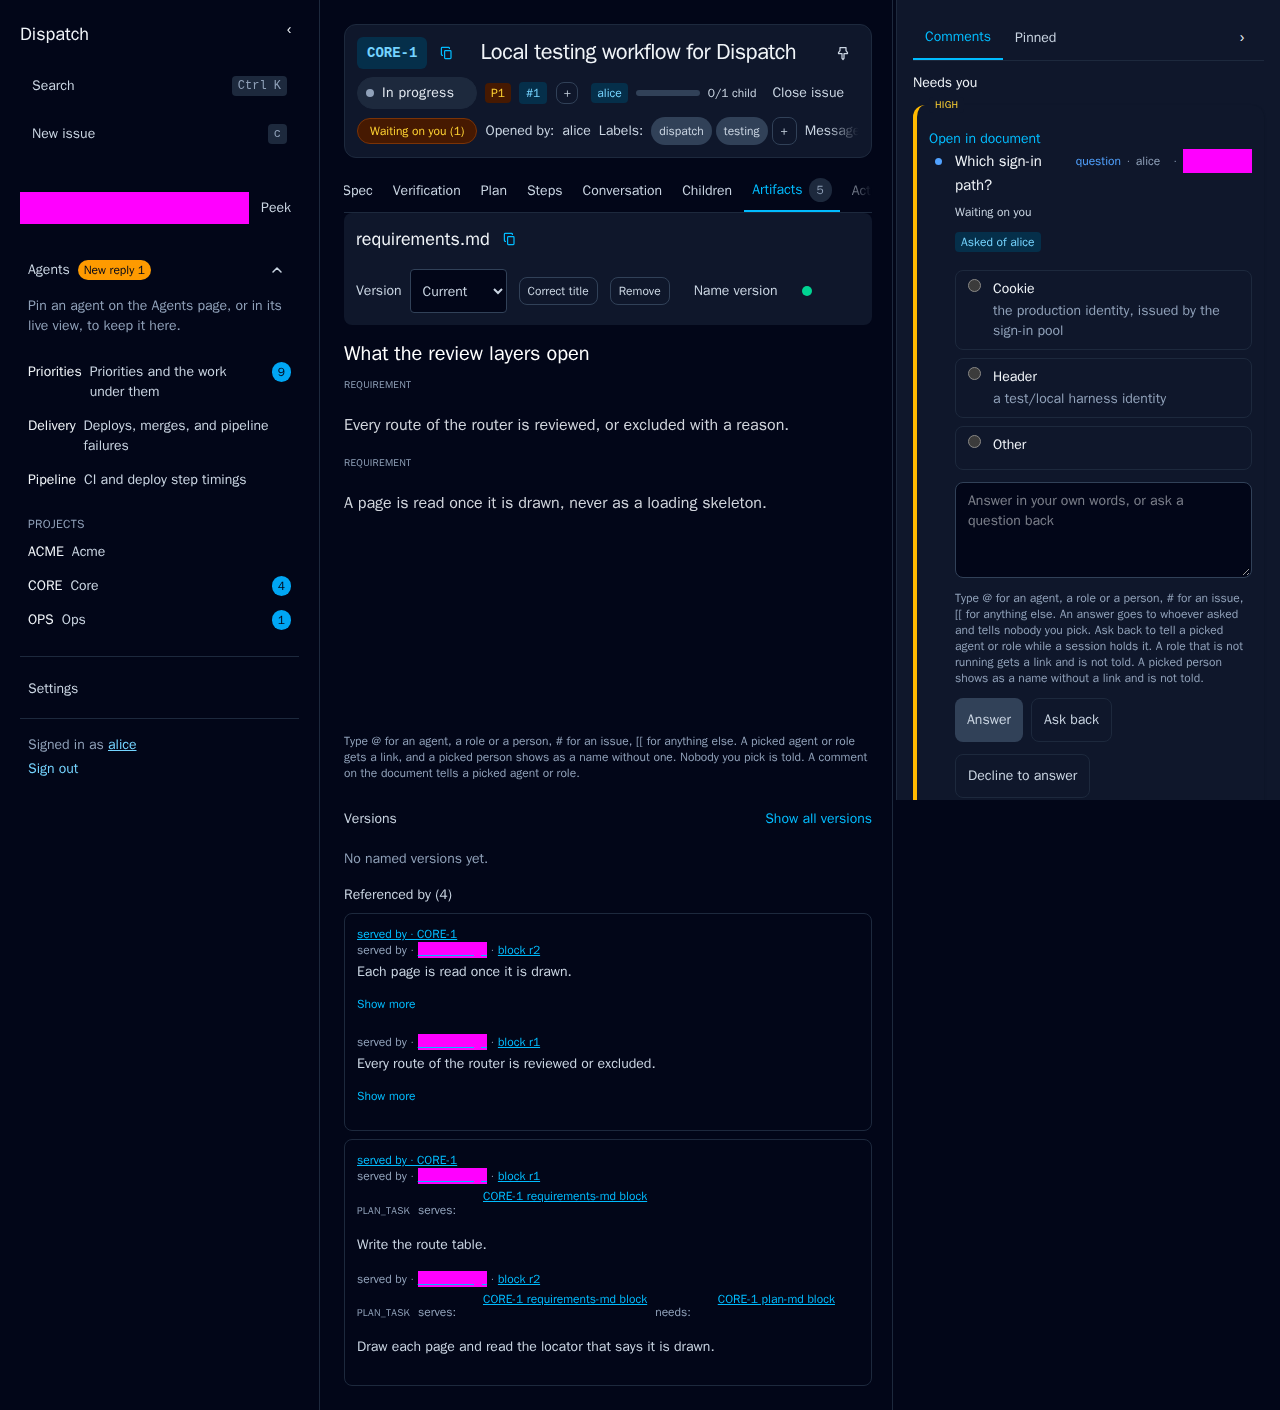 Dispatch
‹
Search
Ctrl K
New issue
C
Peek
Agents
New reply 1
Pin an agent on the Agents page, or in its
live view, to keep it here.
Priorities Priorities and the work
under them
9
Delivery Deploys, merges, and pipeline
failures
Pipeline CI and deploy step timings
PROJECTS
ACME Acme
CORE Core
4
OPS Ops
1
Settings
Signed in as alice
Sign out
CORE-1
Local testing workflow for Dispatch
In progress
P1
#1
+
alice
0/1 child
Close issue
Waiting on you (1)
Opened by: alice Labels: dispatch testing + Message
Spec
Verification
Plan
Steps
Conversation
Children
Artifacts 5
Act
requirements.md
Version
Current
Correct title
Remove
Name version
What the review layers open
REQUIREMENT
Every route of the router is reviewed, or excluded with a reason.
REQUIREMENT
A page is read once it is drawn, never as a loading skeleton.
Type @ for an agent, a role or a person, # for an issue, [[ for anything else. A picked agent or role
gets a link, and a picked person shows as a name without one. Nobody you pick is told. A comment
on the document tells a picked agent or role.
Versions
Show all versions
No named versions yet.
Referenced by (4)
served by · CORE-1
served by · · block r2
Each page is read once it is drawn.
Show more
served by · · block r1
Every route of the router is reviewed or excluded.
Show more
served by · CORE-1
served by · · block r1
CORE-1 requirements-md block
PLAN_TASK serves:
Write the route table.
served by · · block r2
CORE-1 requirements-md block
CORE-1 plan-md block
PLAN_TASK serves:
needs:
Draw each page and read the locator that says it is drawn.
Comments
Pinned
›
Needs you
HIGH
Open in document
Which sign-in
path?
question · alice ·
Waiting on you
Asked of alice
Cookie
the production identity, issued by the
sign-in pool
Header
a test/local harness identity
Other
Answer in your own words, or ask a
question back
Type @ for an agent, a role or a person, # for an issue,
[[ for anything else. An answer goes to whoever asked
and tells nobody you pick. Ask back to tell a picked
agent or role while a session holds it. A role that is not
running gets a link and is not told. A picked person
shows as a name without a link and is not told.
Answer
Ask back
Decline to answer